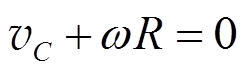 v_C + ωR = 0